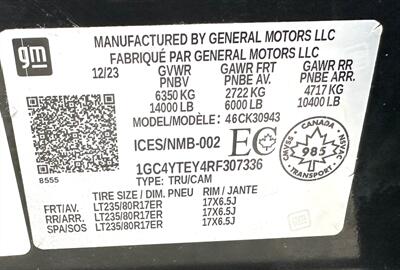 gm
MANUFACTURED BY GENERAL MOTORS LLC
FABRIQUÉ PAR GENERAL MOTORS LLC
12/23 GVWR GAWR FRT GAWR RR
PNBV PNBE AV. PNBE ARR.
6350 KG 2722 KG 4717 KG
14000 LB 6000 LB 10400 LB
MODEL/MODÈLE: 46CK30943
ICES/NMB-002 EC CANADA 985 TRANSPORT
1GC4YTEY4RF307336
8555 TYPE: TRU/CAM
TIRE SIZE / DIM. PNEU RIM / JANTE
FRT/AV. LT235/80R17ER 17X6.5J
RR/ARR. LT235/80R17ER 17X6.5J
SPA/SOS LT235/80R17ER 17X6.5J
gm